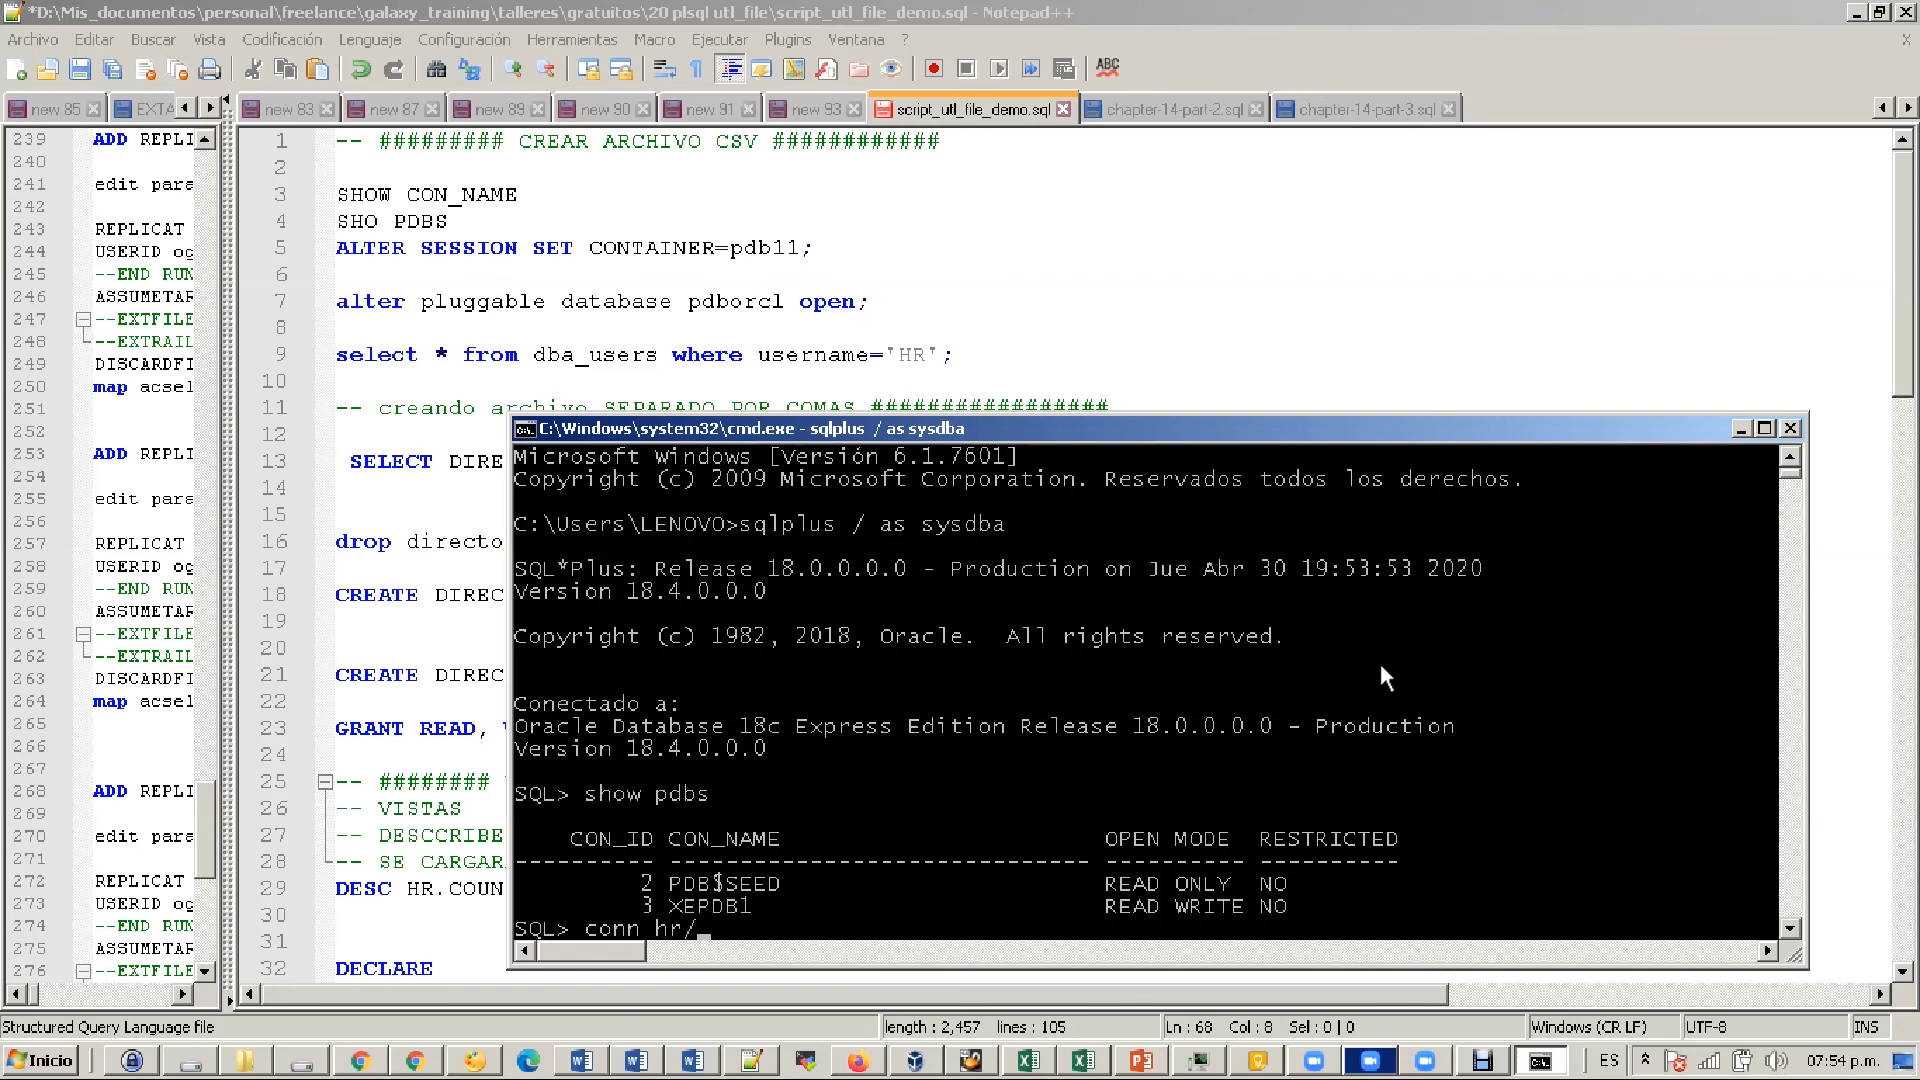 *D:\Mis_documentos\personal\freelance\galaxy_training\talleres\gratuitos\20 plsql utl_file\script_utl_file_demo.sql - Notepad++
Archivo Editar Buscar Vista Codificación Lenguaje Configuración Herramientas Macro Ejecutar Plugins Ventana ?
new 85 EXTA new 83 new 87 new 89 new 90 new 91 new 93 script_utl_file_demo.sql chapter-14-part-2.sql chapter-14-part-3.sql
239 ADD REPLI
240
241 edit para
242
243 REPLICAT
244 USERID og
245 --END RUN
246 ASSUMETAR
247 --EXTFILE
248 --EXTRAIL
249 DISCARDFI
250 map acsel
251
252
253 ADD REPLI
254
255 edit para
256
257 REPLICAT
258 USERID og
259 --END RUN
260 ASSUMETAR
261 --EXTFILE
262 --EXTRAIL
263 DISCARDFI
264 map acsel
265
266
267
268 ADD REPLI
269
270 edit para
271
272 REPLICAT
273 USERID og
274 --END RUN
275 ASSUMETAR
276 --EXTFILE
1 -- ######### CREAR ARCHIVO CSV ############
2
3 SHOW CON_NAME
4 SHO PDBS
5 ALTER SESSION SET CONTAINER=pdb11;
6
7 alter pluggable database pdborcl open;
8
9 select * from dba_users where username='HR';
10
11 -- creando archivo SEPARADO POR COMAS #################
12
13 SELECT DIRE
14
15
16 drop directo
17
18 CREATE DIREC
19
20
21 CREATE DIREC
22
23 GRANT READ,
24
25 -- ########
26 -- VISTAS
27 -- DESCCRIBE
28 -- SE CARGAR
29 DESC HR.COUN
30
31
32 DECLARE
C:\Windows\system32\cmd.exe - sqlplus / as sysdba
Microsoft Windows [Versión 6.1.7601]
Copyright (c) 2009 Microsoft Corporation. Reservados todos los derechos.
C:\Users\LENOVO>sqlplus / as sysdba
SQL*Plus: Release 18.0.0.0.0 - Production on Jue Abr 30 19:53:53 2020
Version 18.4.0.0.0
Copyright (c) 1982, 2018, Oracle. All rights reserved.
Conectado a:
Oracle Database 18c Express Edition Release 18.0.0.0.0 - Production
Version 18.4.0.0.0
SQL> show pdbs
CON_ID CON_NAME OPEN MODE RESTRICTED
---------- ------------------------------ ---------- ----------
2 PDB$SEED READ ONLY NO
3 XEPDB1 READ WRITE NO
SQL> conn hr/_
Structured Query Language file length : 2,457 lines : 105 Ln : 68 Col : 8 Sel : 0 | 0 Windows (CR LF) UTF-8 INS
Inicio ES 07:54 p.m.